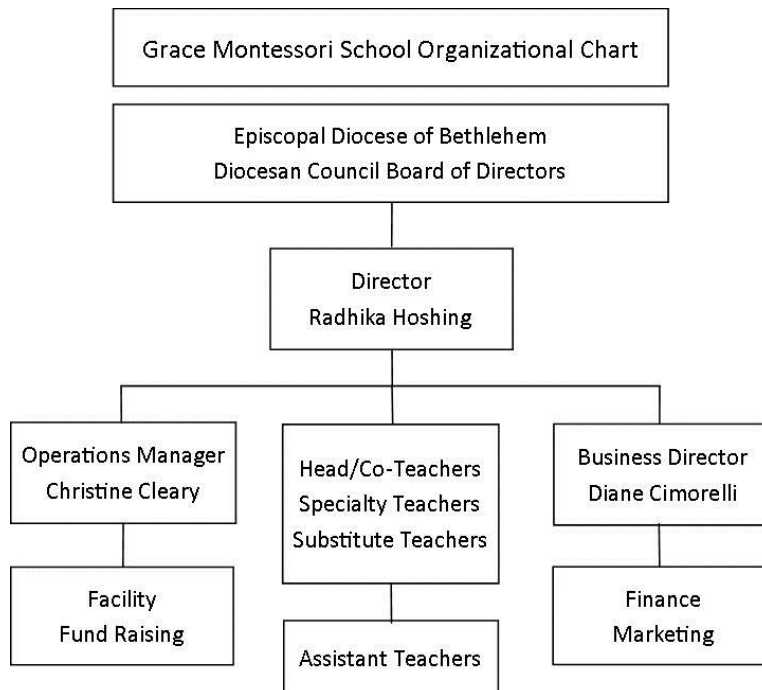 Grace Montessori School Organizational Chart
Episcopal Diocese of Bethlehem
Diocesan Council Board of Directors
Director
Radhika Hoshing
Operations Manager
Christine Cleary
Head/Co-Teachers
Specialty Teachers
Substitute Teachers
Business Director
Diane Cimorelli
Facility
Fund Raising
Assistant Teachers
Finance
Marketing